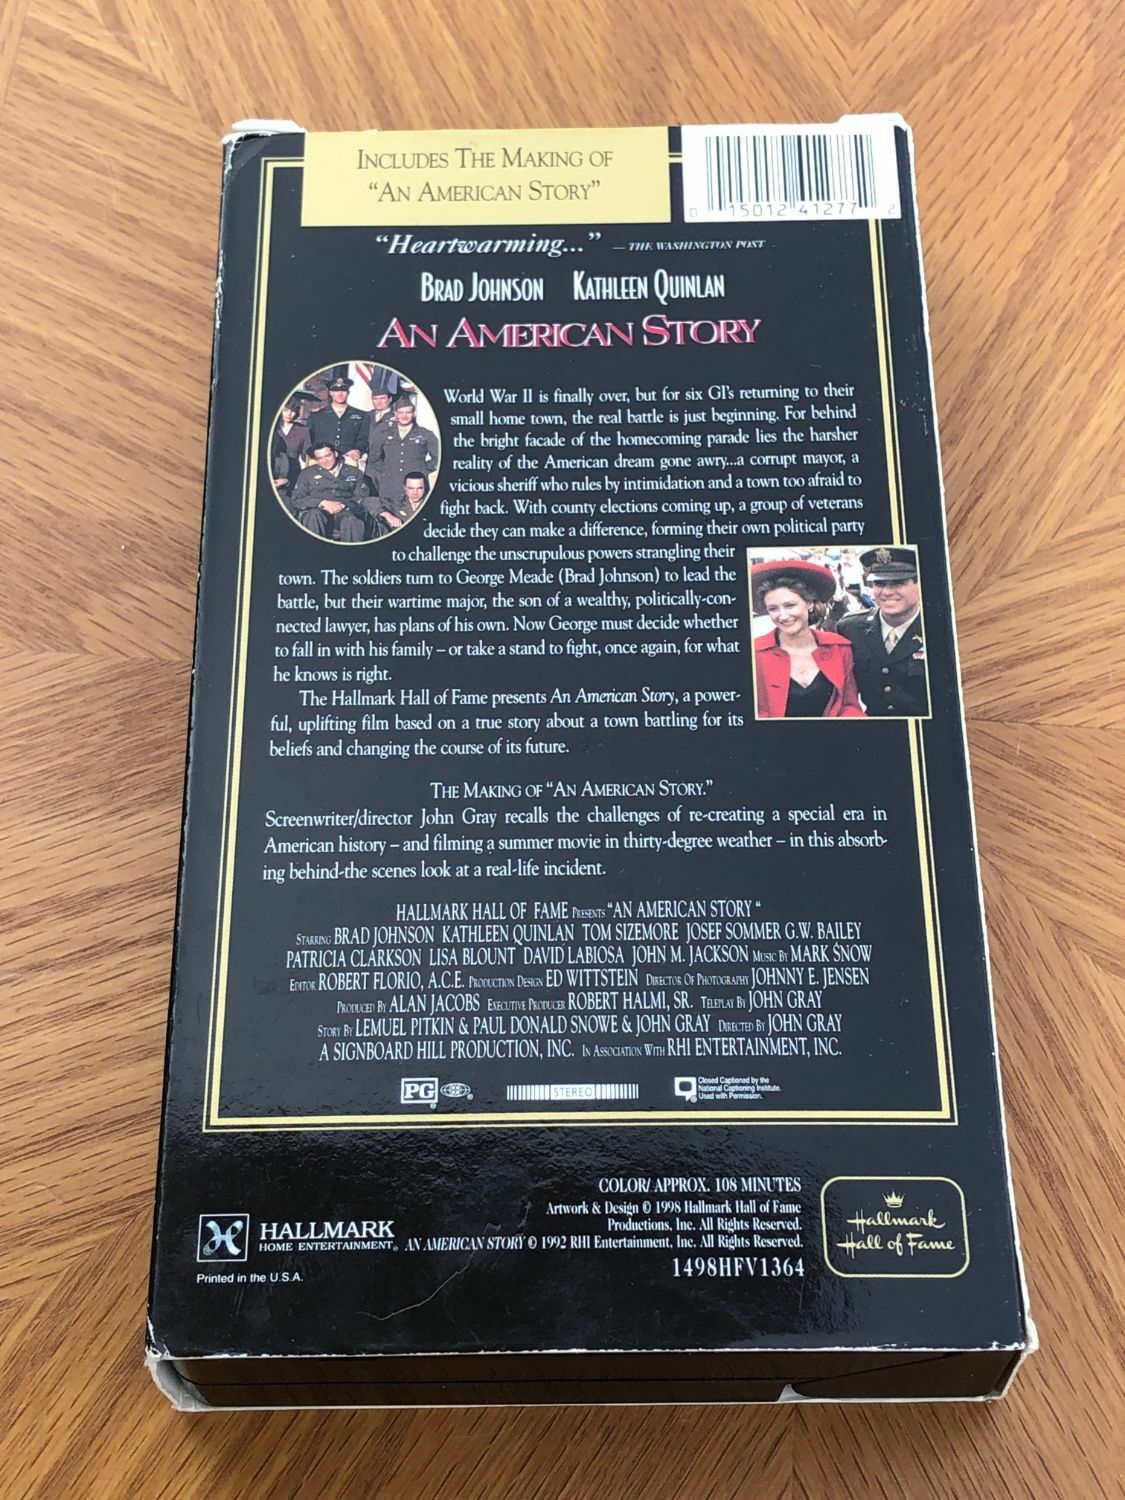 INCLUDES THE MAKING OF
“AN AMERICAN STORY”
0 15012 41277 2
“Heartwarming...” — THE WASHINGTON POST
BRAD JOHNSON KATHLEEN QUINLAN
AN AMERICAN STORY
World War II is finally over, but for six GI's returning to their
small home town, the real battle is just beginning. For behind
the bright facade of the homecoming parade lies the harsher
reality of the American dream gone awry...a corrupt mayor, a
vicious sheriff who rules by intimidation and a town too afraid to
fight back. With county elections coming up, a group of veterans
decide they can make a difference, forming their own political party
to challenge the unscrupulous powers strangling their
town. The soldiers turn to George Meade (Brad Johnson) to lead the
battle, but their wartime major, the son of a wealthy, politically-con-
nected lawyer, has plans of his own. Now George must decide whether
to fall in with his family – or take a stand to fight, once again, for what
he knows is right.
The Hallmark Hall of Fame presents An American Story, a power-
ful, uplifting film based on a true story about a town battling for its
beliefs and changing the course of its future.
THE MAKING OF “AN AMERICAN STORY.”
Screenwriter/director John Gray recalls the challenges of re-creating a special era in
American history – and filming a summer movie in thirty-degree weather – in this absorb-
ing behind-the scenes look at a real-life incident.
HALLMARK HALL OF FAME PRESENTS “AN AMERICAN STORY “
STARRING BRAD JOHNSON KATHLEEN QUINLAN TOM SIZEMORE JOSEF SOMMER G.W. BAILEY
PATRICIA CLARKSON LISA BLOUNT DAVID LABIOSA JOHN M. JACKSON MUSIC BY MARK SNOW
EDITOR ROBERT FLORIO, A.C.E. PRODUCTION DESIGN ED WITTSTEIN DIRECTOR OF PHOTOGRAPHY JOHNNY E. JENSEN
PRODUCED BY ALAN JACOBS EXECUTIVE PRODUCER ROBERT HALMI, SR. TELEPLAY BY JOHN GRAY
STORY BY LEMUEL PITKIN & PAUL DONALD SNOWE & JOHN GRAY DIRECTED BY JOHN GRAY
A SIGNBOARD HILL PRODUCTION, INC. IN ASSOCIATION WITH RHI ENTERTAINMENT, INC.
PG ® STEREO Closed Captioned by the
National Captioning Institute.
Used with Permission.
COLOR/ APPROX. 108 MINUTES
Artwork & Design © 1998 Hallmark Hall of Fame
Productions, Inc. All Rights Reserved.
AN AMERICAN STORY © 1992 RHI Entertainment, Inc. All Rights Reserved.
1498HFV1364
HALLMARK
HOME ENTERTAINMENT®
Printed in the U.S.A.
Hallmark
Hall of Fame